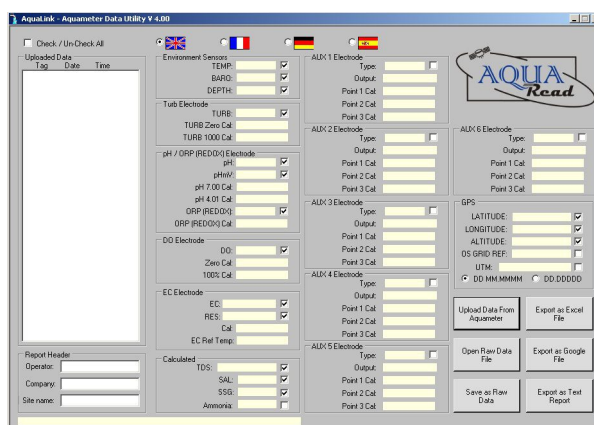 AquaLink - Aquameter Data Utility V 4.00
Check / Un-Check All
Uploaded Data
Tag Date Time
Report Header
Operator:
Company:
Site name:
Environment Sensors
TEMP:
BARO:
DEPTH:
Turb Electrode
TURB:
TURB Zero Cal:
TURB 1000 Cal:
pH / ORP (REDOX) Electrode
pH:
pHmV:
pH 7.00 Cal:
pH 4.01 Cal:
ORP (REDOX):
ORP (REDOX) Cal:
DO Electrode
DO:
Zero Cal:
100% Cal:
EC Electrode
EC:
RES:
Cal:
EC Ref Temp:
Calculated
TDS:
SAL:
SSG:
Ammonia:
AUX 1 Electrode
Type:
Output:
Point 1 Cal:
Point 2 Cal:
Point 3 Cal:
AUX 2 Electrode
Type:
Output:
Point 1 Cal:
Point 2 Cal:
Point 3 Cal:
AUX 3 Electrode
Type:
Output:
Point 1 Cal:
Point 2 Cal:
Point 3 Cal:
AUX 4 Electrode
Type:
Output:
Point 1 Cal:
Point 2 Cal:
Point 3 Cal:
AUX 5 Electrode
Type:
Output:
Point 1 Cal:
Point 2 Cal:
Point 3 Cal:
AQUA
Read
AUX 6 Electrode
Type:
Output:
Point 1 Cal:
Point 2 Cal:
Point 3 Cal:
GPS
LATITUDE:
LONGITUDE:
ALTITUDE:
OS GRID REF:
UTM:
DD MM.MMMM DD.DDDDD
Upload Data From
Aquameter
Export as Excel
File
Open Raw Data
File
Export as Google
File
Save as Raw
Data
Export as Text
Report